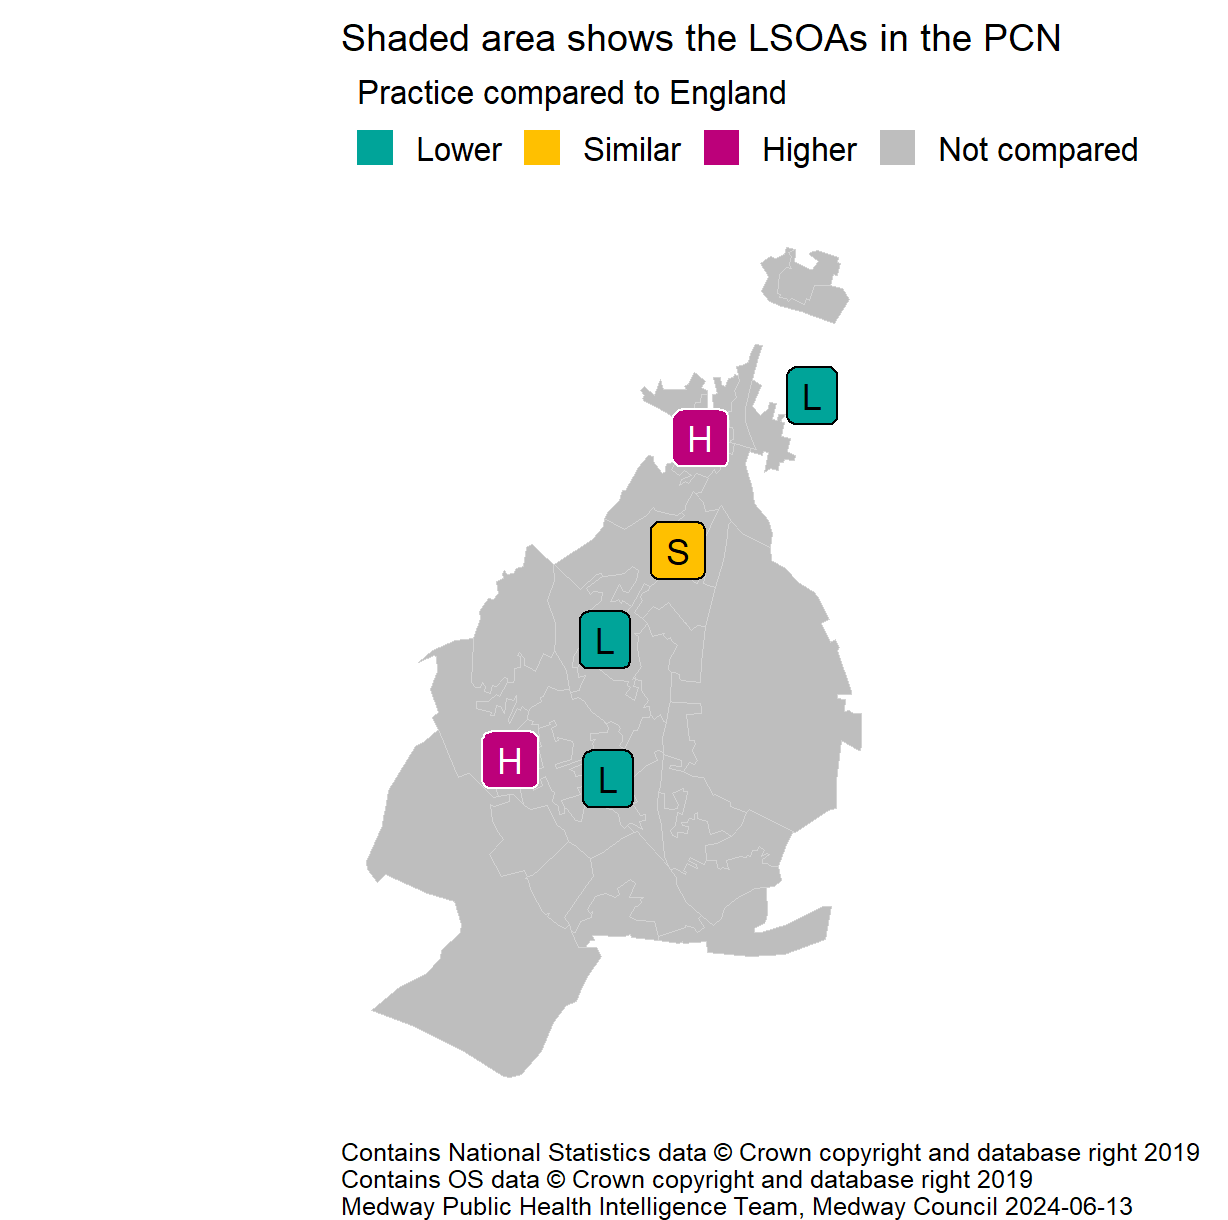 Shaded area shows the LSOAs in the PCN
Practice compared to England
Lower Similar Higher Not compared
L
H
S
L
H
L
Contains National Statistics data © Crown copyright and database right 2019
Contains OS data © Crown copyright and database right 2019
Medway Public Health Intelligence Team, Medway Council 2024-06-13